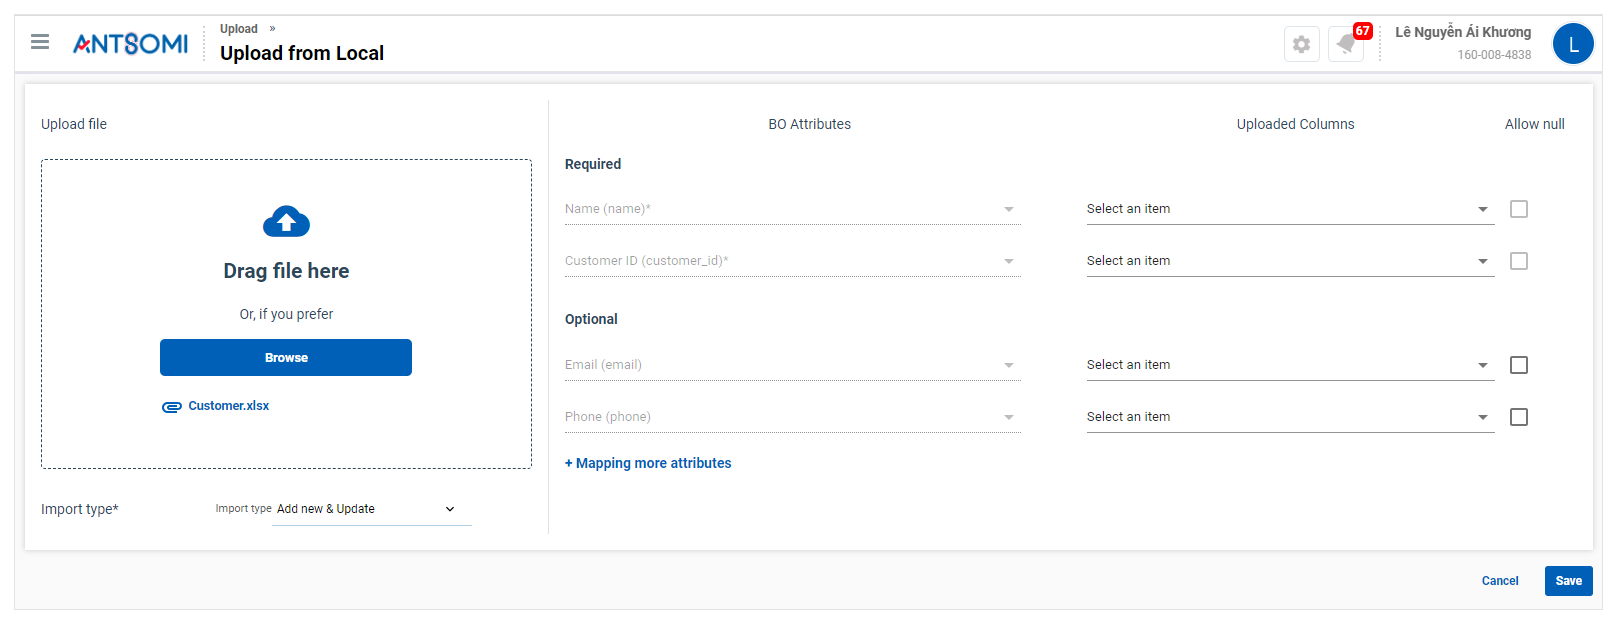 ANTSOMI
Upload »
Upload from Local
67
Lê Nguyễn Ái Khương
160-008-4838
L
Upload file
BO Attributes
Uploaded Columns
Allow null
Drag file here
Or, if you prefer
Browse
Customer.xlsx
Import type*
Import type Add new & Update
Required
Name (name)*
Select an item
Customer ID (customer_id)*
Select an item
Optional
Email (email)
Select an item
Phone (phone)
Select an item
+ Mapping more attributes
Cancel
Save